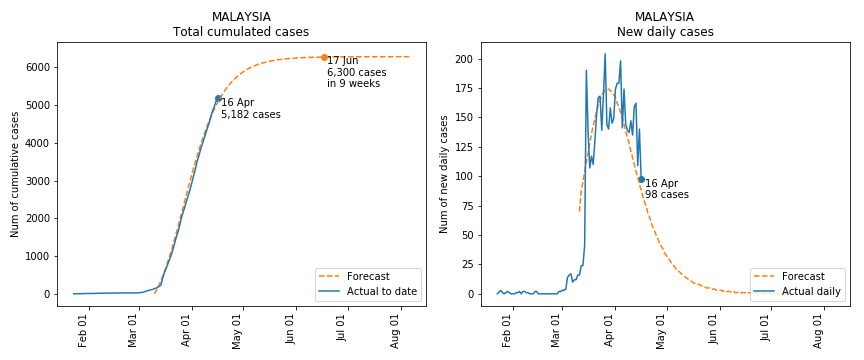 MALAYSIA
Total cumulated cases
Num of cumulative cases
6000
5000
4000
3000
2000
1000
0
17 Jun
6,300 cases
in 9 weeks
16 Apr
5,182 cases
Forecast
Actual to date
Feb 01
Mar 01
Apr 01
May 01
Jun 01
Jul 01
Aug 01
MALAYSIA
New daily cases
Num of new daily cases
200
175
150
125
100
75
50
25
0
16 Apr
98 cases
Forecast
Actual daily
Feb 01
Mar 01
Apr 01
May 01
Jun 01
Jul 01
Aug 01